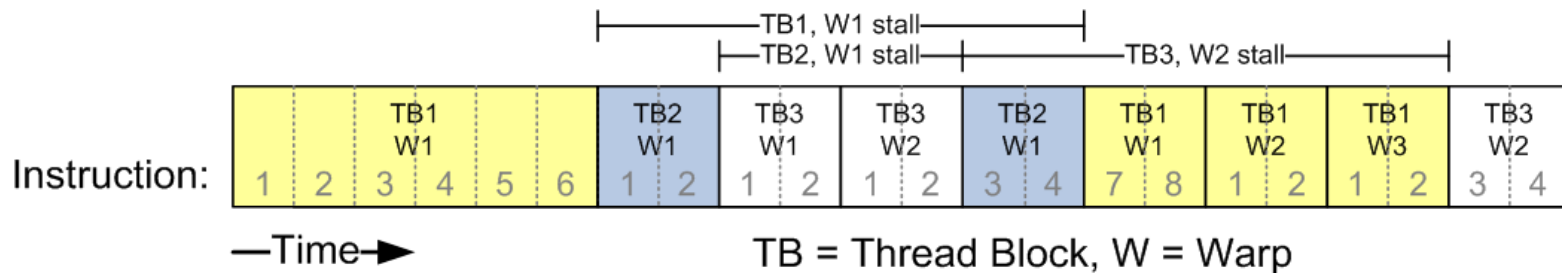 TB1, W1 stall
TB2, W1 stall
TB3, W2 stall
TB1 TB2 TB3 TB3 TB2 TB1 TB1 TB1 TB3
W1 W1 W1 W2 W1 W1 W2 W3 W2
Instruction: 1 2 3 4 5 6 1 2 1 2 1 2 3 4 7 8 1 2 1 2 3 4
Time
TB = Thread Block, W = Warp